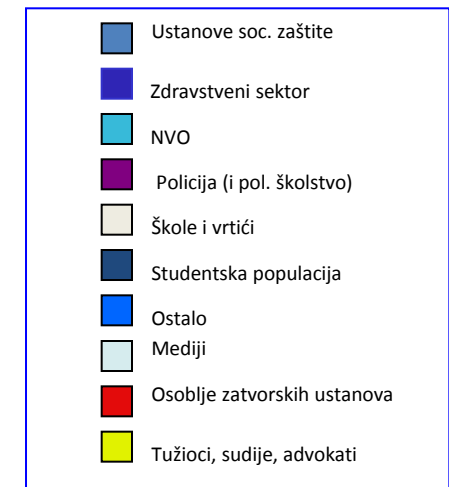 Ustanove soc. zaštite
Zdravstveni sektor
NVO
Policija (i pol. školstvo)
Škole i vrtići
Studentska populacija
Ostalo
Mediji
Osoblje zatvorskih ustanova
Tužioci, sudije, advokati